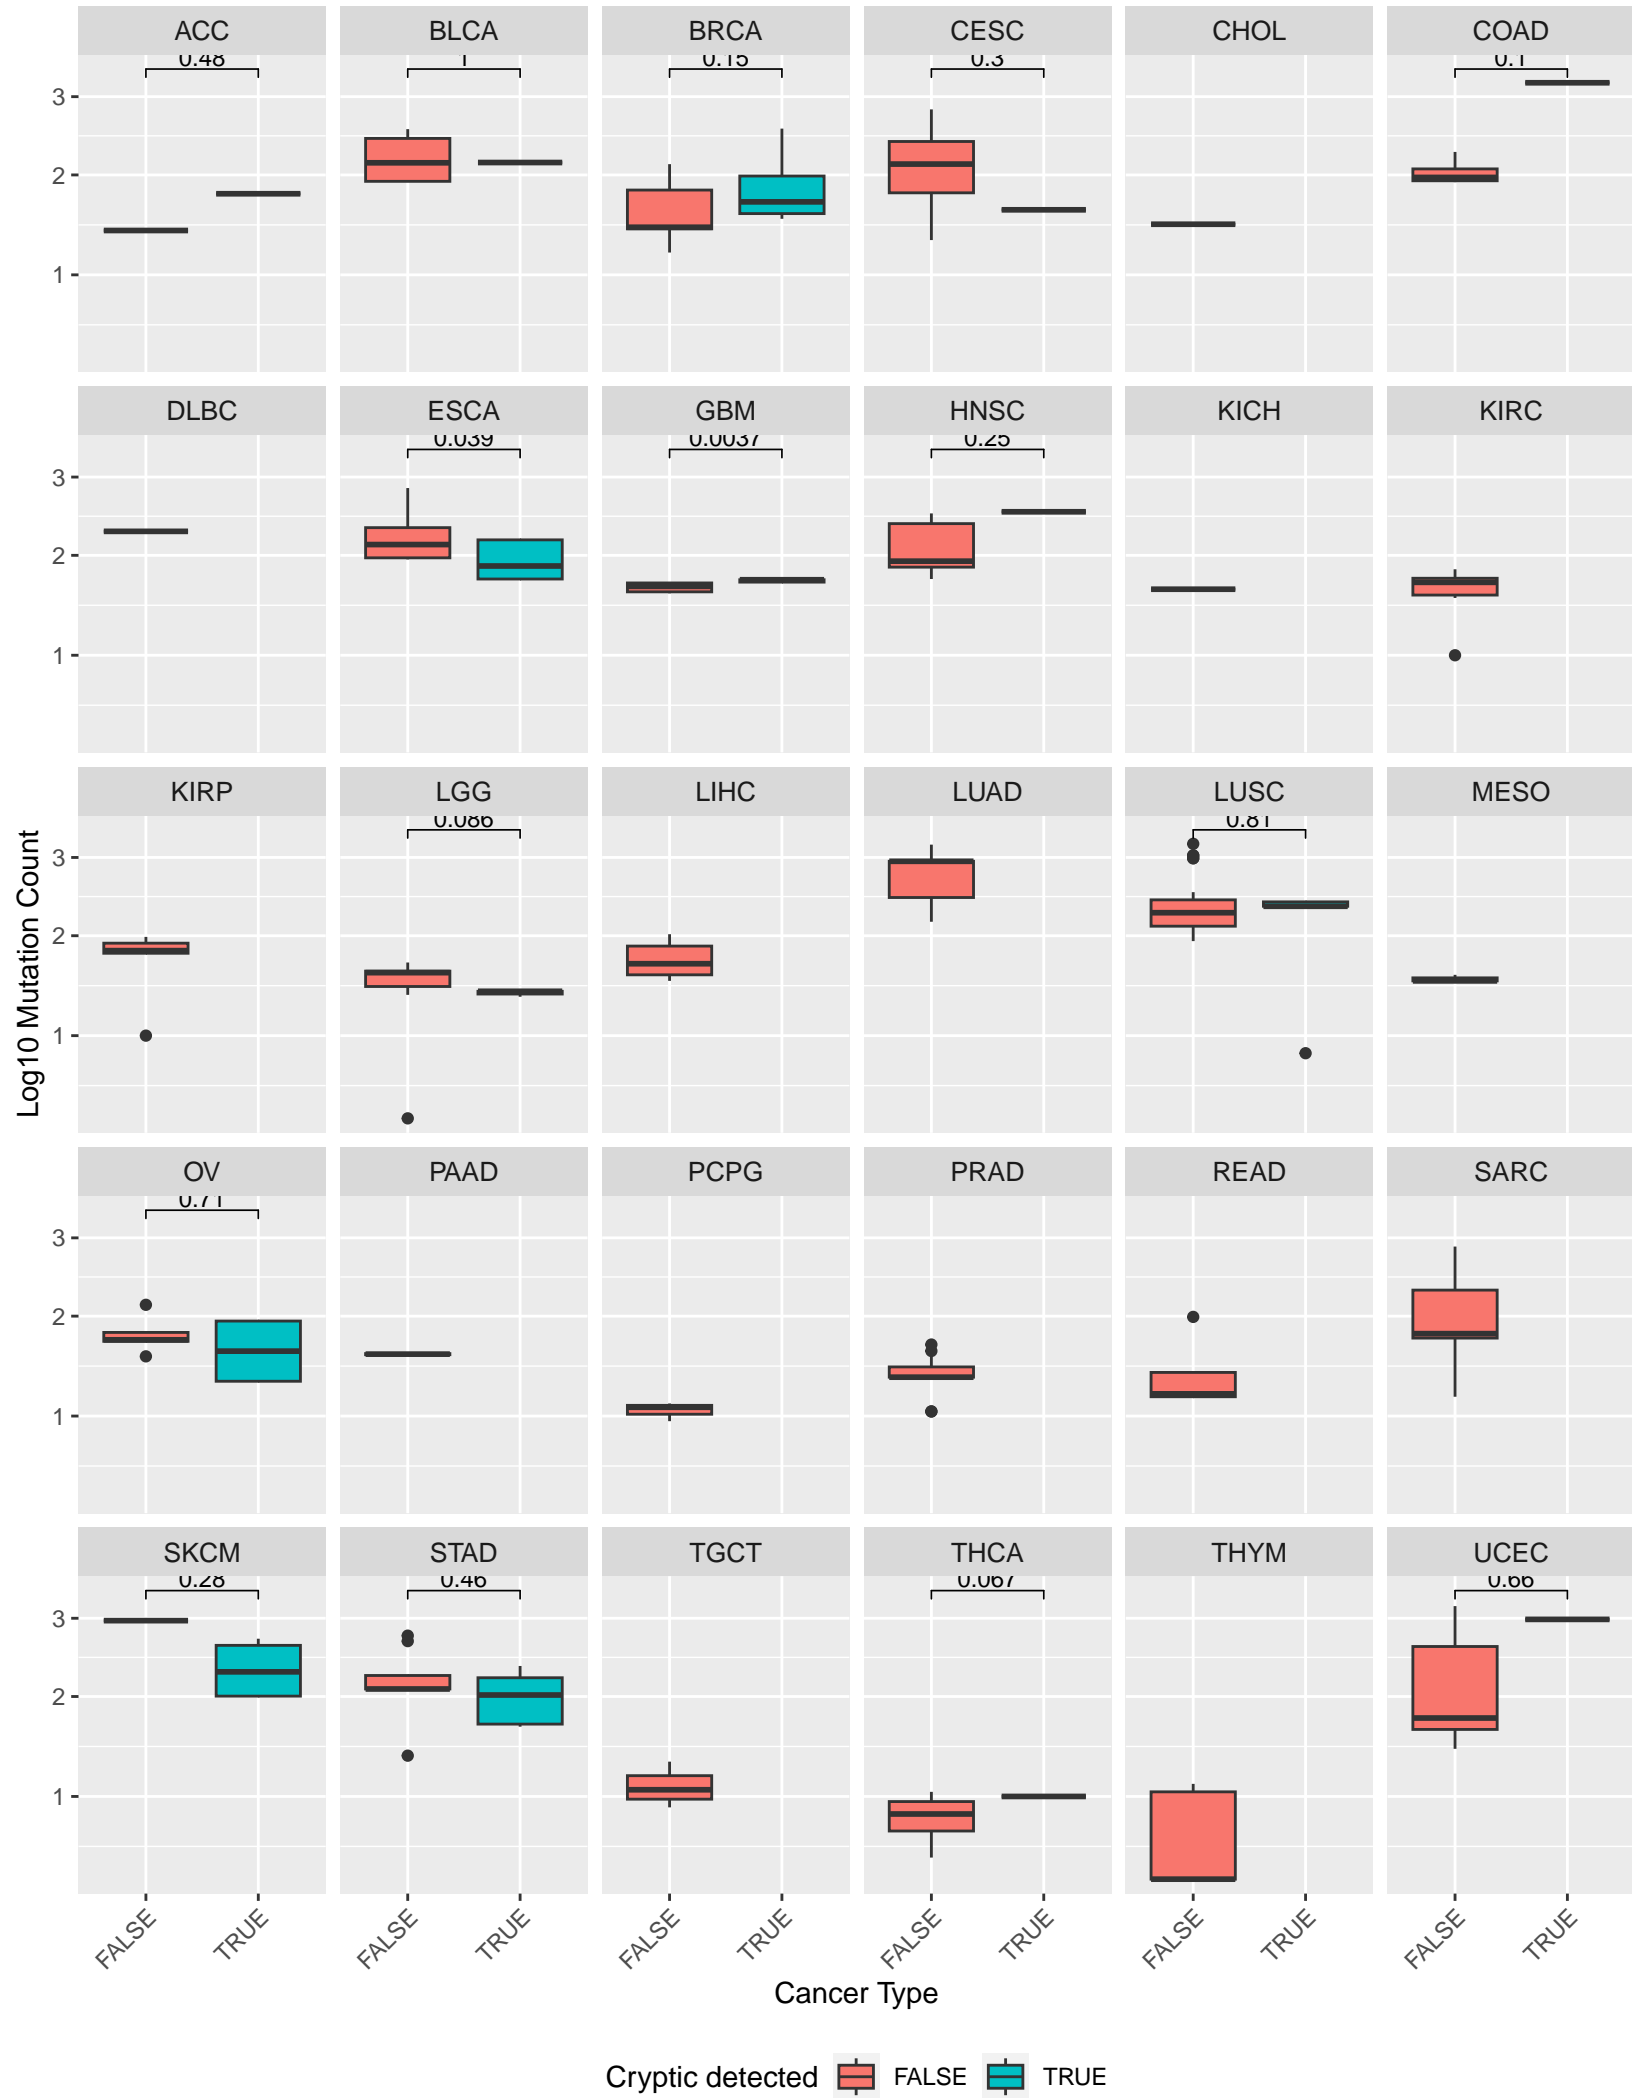 ACC BLCA BRCA CESC CHOL COAD
0.48 1 0.15 0.3 0.1
3
2
1
DLBC ESCA GBM HNSC KICH KIRC
0.039 0.0037 0.25
3
2
1
KIRP LGG LIHC LUAD LUSC MESO
0.086 0.81
3
2
1
Log10 Mutation Count
OV PAAD PCPG PRAD READ SARC
0.71
3
2
1
SKCM STAD TGCT THCA THYM UCEC
0.28 0.46 0.067 0.66
3
2
1
FALSE TRUE FALSE TRUE FALSE TRUE FALSE TRUE FALSE TRUE FALSE TRUE
Cancer Type
Cryptic detected FALSE TRUE